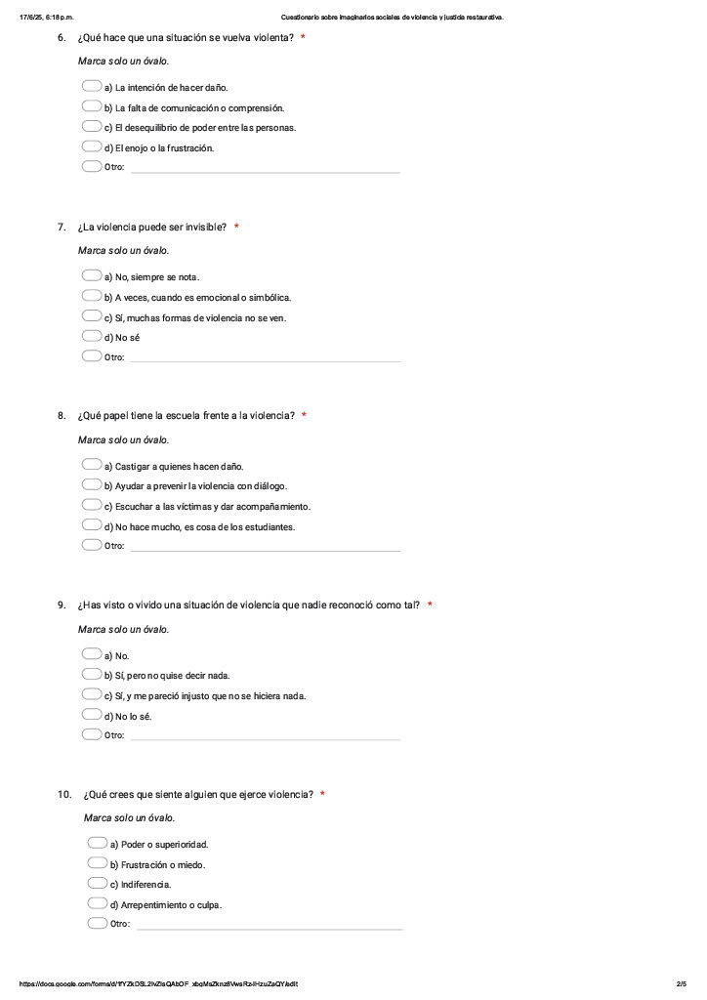 17/6/25, 6:18 p.m.
Cuestionario sobre imaginarios sociales de violencia y justicia restaurativa.
6. ¿Qué hace que una situación se vuelva violenta? *
Marca solo un óvalo.
a) La intención de hacer daño.
b) La falta de comunicación o comprensión.
c) El desequilibrio de poder entre las personas.
d) El enojo o la frustración.
Otro:
7. ¿La violencia puede ser invisible? *
Marca solo un óvalo.
a) No, siempre se nota.
b) A veces, cuando es emocional o simbólica.
c) Sí, muchas formas de violencia no se ven.
d) No sé
Otro:
8. ¿Qué papel tiene la escuela frente a la violencia? *
Marca solo un óvalo.
a) Castigar a quienes hacen daño.
b) Ayudar a prevenir la violencia con diálogo.
c) Escuchar a las víctimas y dar acompañamiento.
d) No hace mucho, es cosa de los estudiantes.
Otro:
9. ¿Has visto o vivido una situación de violencia que nadie reconoció como tal? *
Marca solo un óvalo.
a) No.
b) Sí, pero no quise decir nada.
c) Sí, y me pareció injusto que no se hiciera nada.
d) No lo sé.
Otro:
10. ¿Qué crees que siente alguien que ejerce violencia? *
Marca solo un óvalo.
a) Poder o superioridad.
b) Frustración o miedo.
c) Indiferencia.
d) Arrepentimiento o culpa.
Otro:
2/5